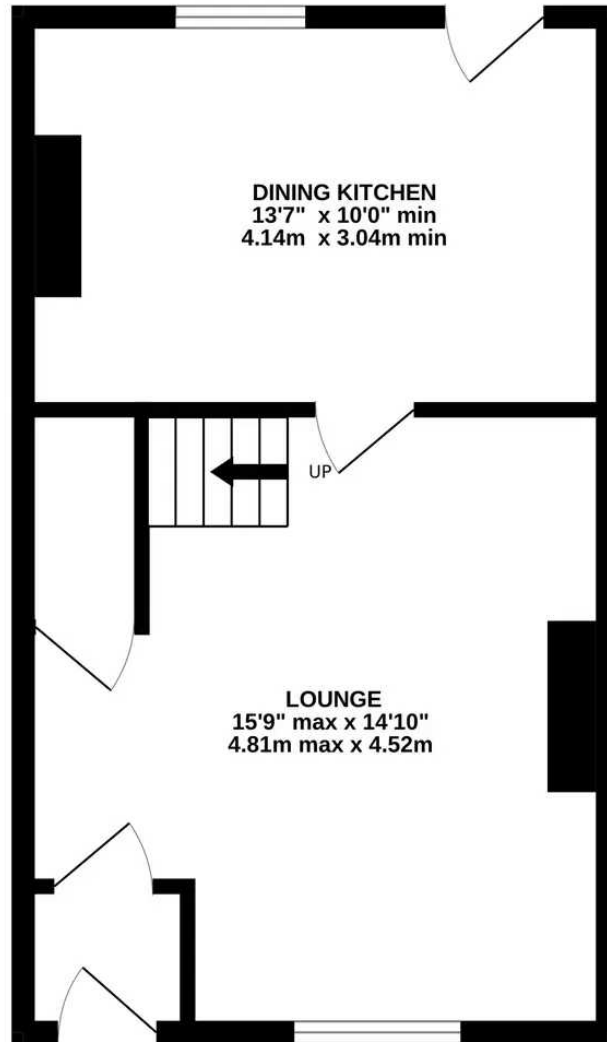 DINING KITCHEN
13'7" x 10'0" min
4.14m x 3.04m min
UP
LOUNGE
15'9" max x 14'10"
4.81m max x 4.52m